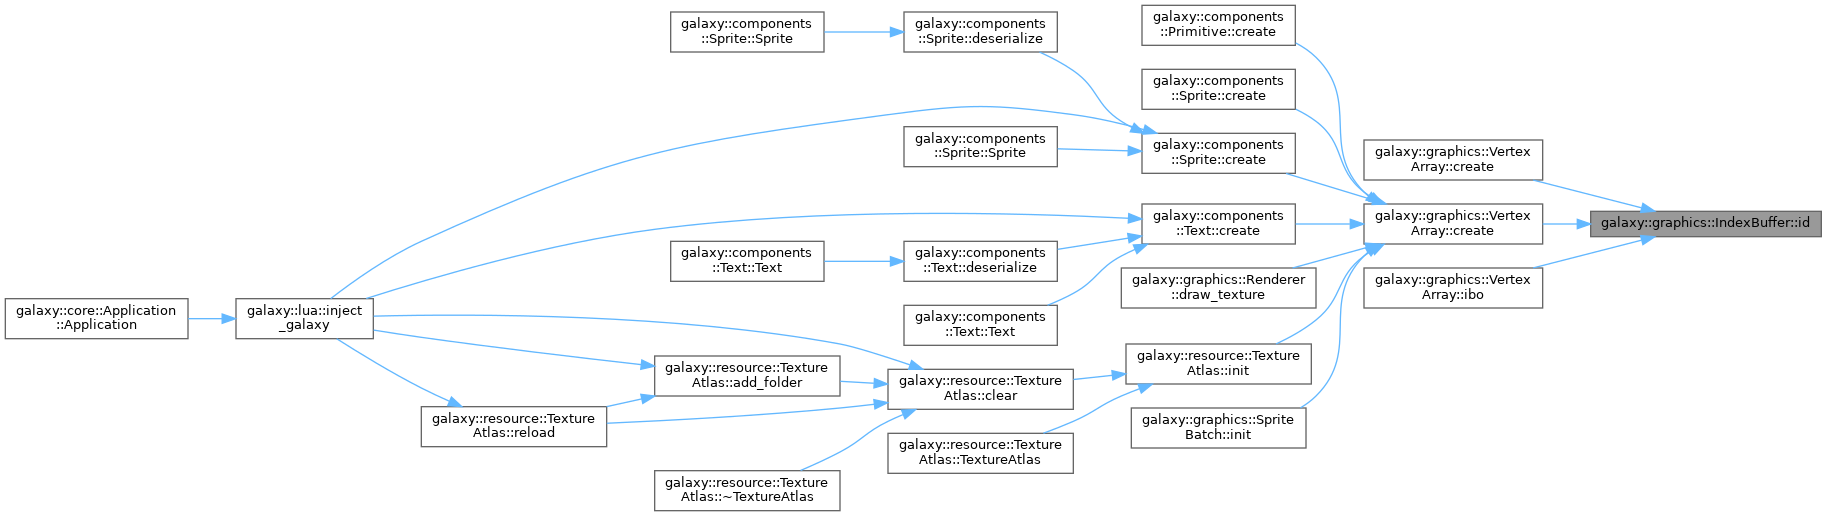 galaxy::components
::Sprite::Sprite
galaxy::components
::Sprite::deserialize
galaxy::components
::Primitive::create
galaxy::components
::Sprite::create
galaxy::components
::Sprite::Sprite
galaxy::components
::Sprite::create
galaxy::graphics::Vertex
Array::create
galaxy::components
::Text::create
galaxy::graphics::Vertex
Array::create
galaxy::graphics::IndexBuffer::id
galaxy::components
::Text::Text
galaxy::components
::Text::deserialize
galaxy::graphics::Renderer
::draw_texture
galaxy::graphics::Vertex
Array::ibo
galaxy::core::Application
::Application
galaxy::lua::inject
_galaxy
galaxy::components
::Text::Text
galaxy::resource::Texture
Atlas::init
galaxy::resource::Texture
Atlas::add_folder
galaxy::resource::Texture
Atlas::clear
galaxy::resource::Texture
Atlas::reload
galaxy::graphics::Sprite
Batch::init
galaxy::resource::Texture
Atlas::TextureAtlas
galaxy::resource::Texture
Atlas::~TextureAtlas